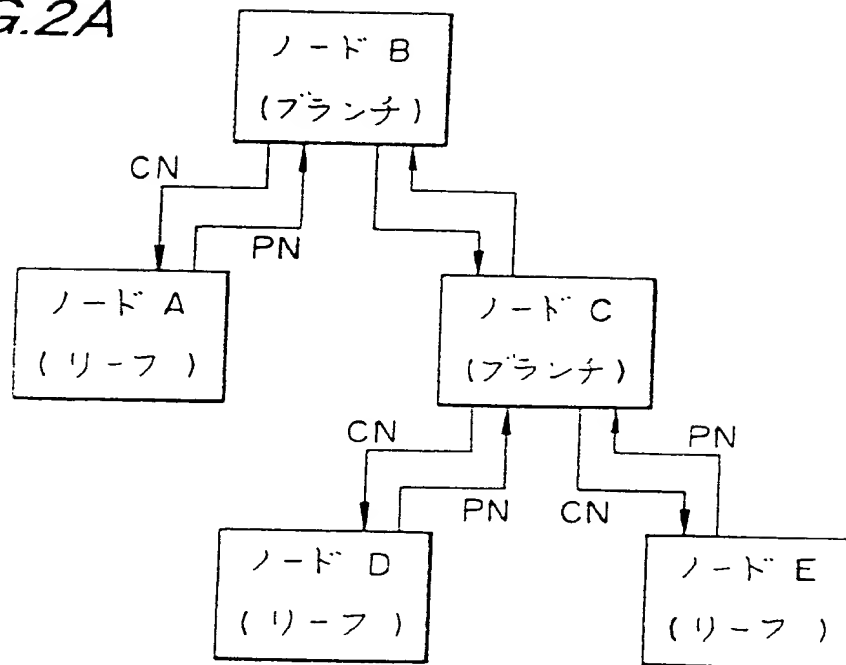 G.2A
ノード B
(ブランチ)
CN
PN
ノード A
(リーフ)
ノード C
(ブランチ)
CN
PN
PN
CN
ノード D
(リーフ)
ノード E
(リーフ)